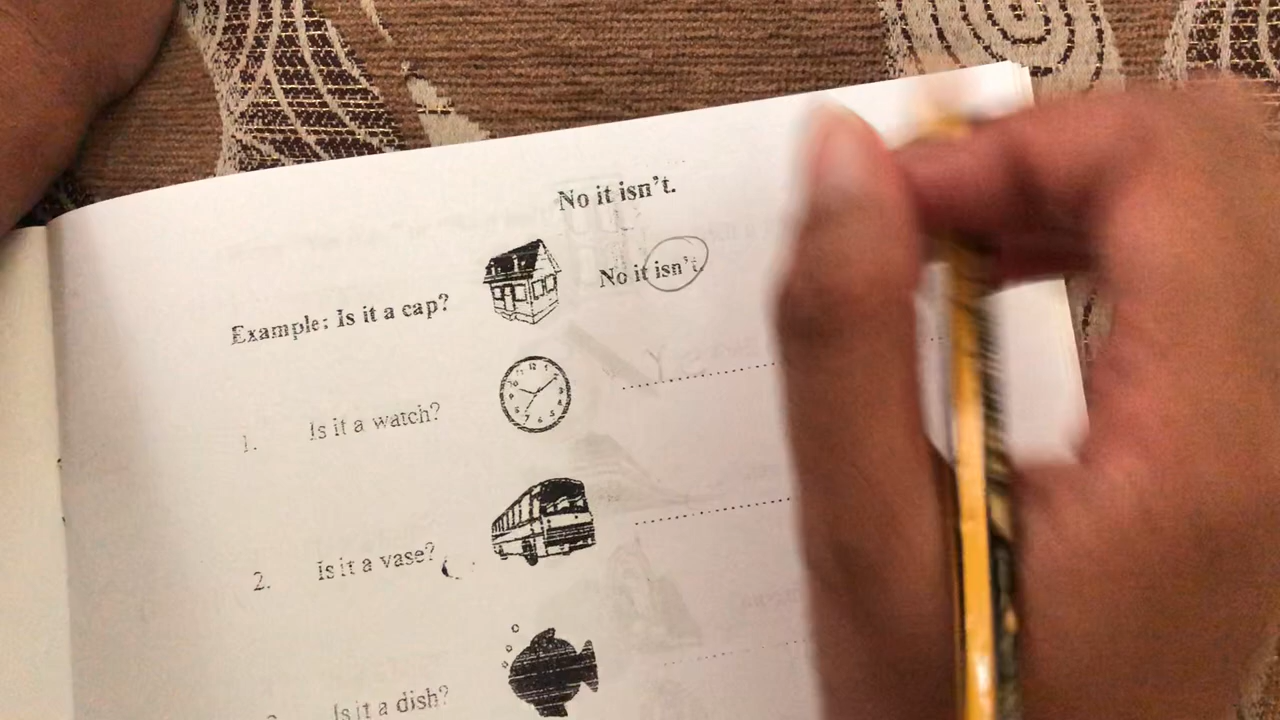 No it isn't.
Example: Is it a cap? No it isn't.
1. Is it a watch?
2. Is it a vase?
Is it a dish?